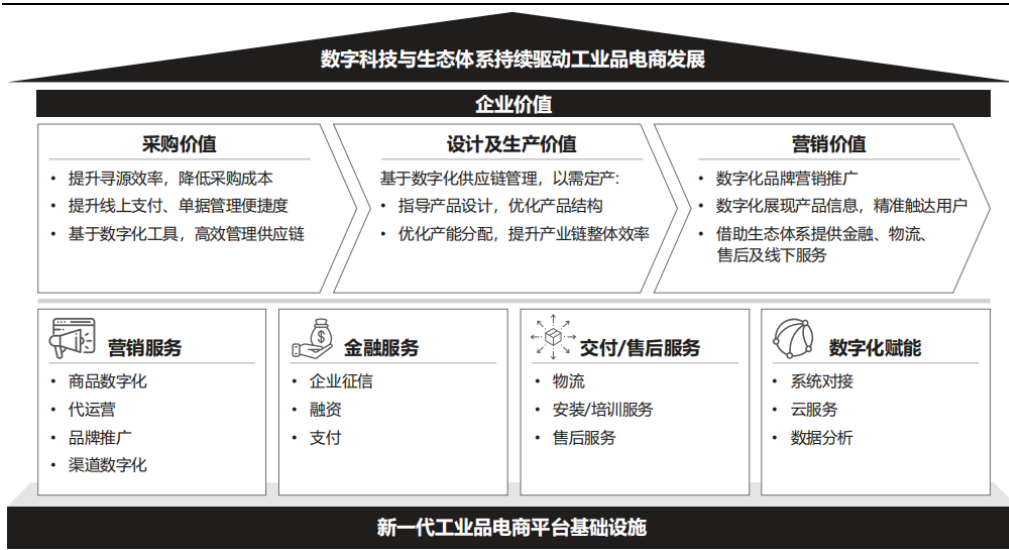 数字科技与生态体系持续驱动工业品电商发展
企业价值
采购价值
• 提升寻源效率，降低采购成本
• 提升线上支付、单据管理便捷度
• 基于数字化工具，高效管理供应链
设计及生产价值
基于数字化供应链管理，以需定产：
• 指导产品设计，优化产品结构
• 优化产能分配，提升产业链整体效率
营销价值
• 数字化品牌营销推广
• 数字化展现产品信息，精准触达用户
• 借助生态体系提供金融、物流、
售后及线下服务
营销服务
• 商品数字化
• 代运营
• 品牌推广
• 渠道数字化
$
金融服务
• 企业征信
• 融资
• 支付
交付/售后服务
• 物流
• 安装/培训服务
• 售后服务
数字化赋能
• 系统对接
• 云服务
• 数据分析
新一代工业品电商平台基础设施